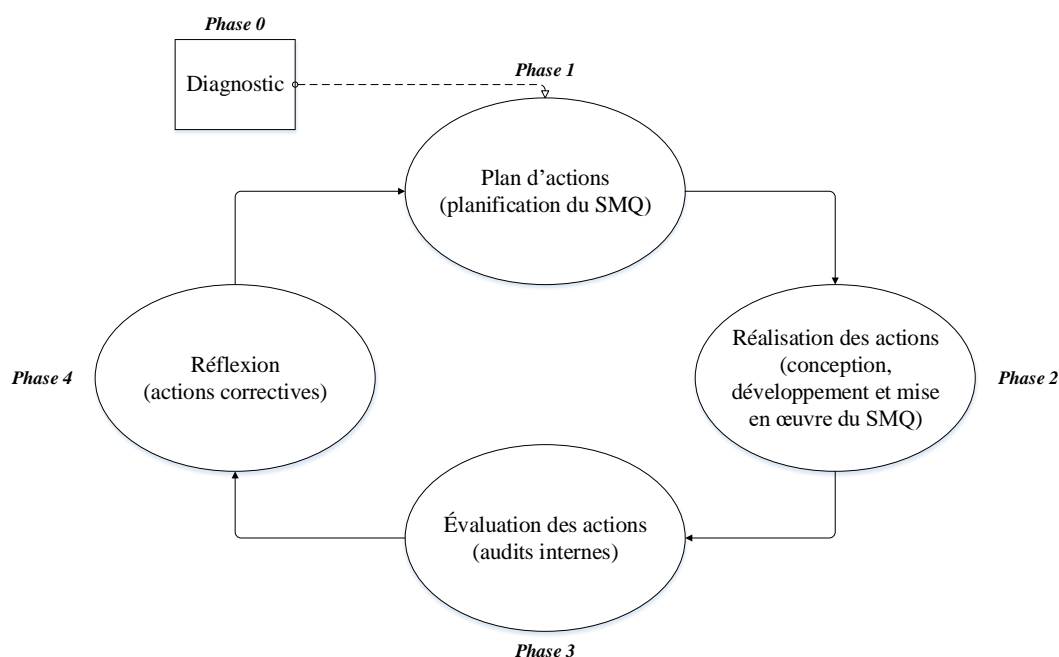 Phase 0
Diagnostic
Phase 1
Plan d’actions
(planification du SMQ)
Réalisation des actions
(conception,
développement et mise
en œuvre du SMQ)
Phase 2
Évaluation des actions
(audits internes)
Phase 3
Réflexion
(actions correctives)
Phase 4